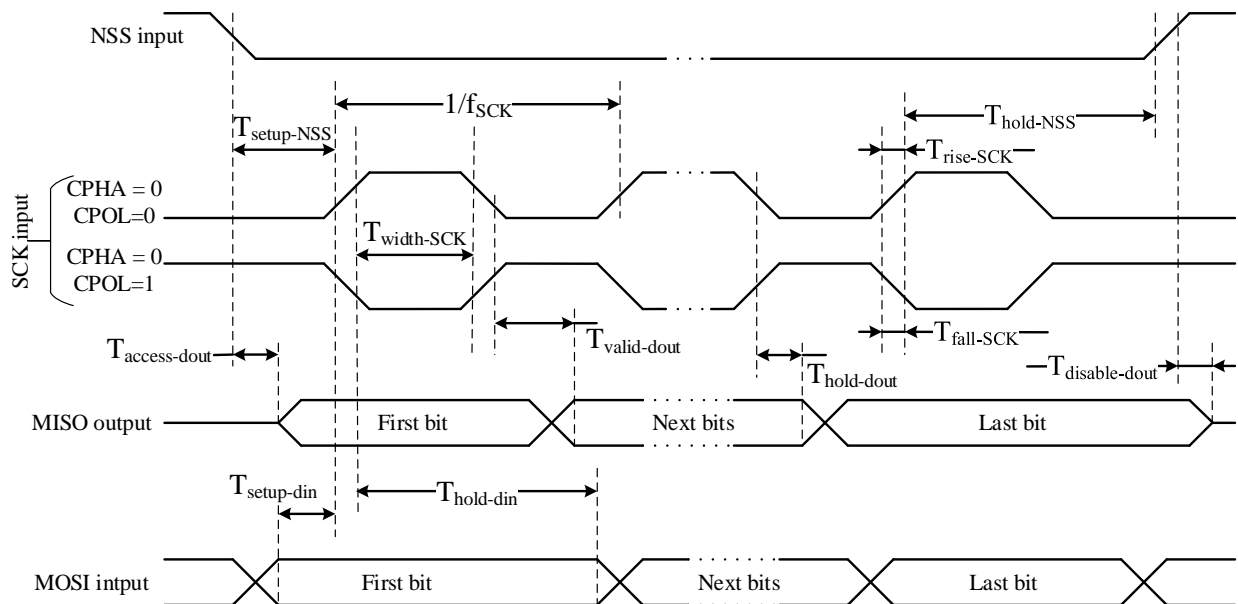 NSS input
1/fSCK
Tsetup-NSS
Thold-NSS
Trise-SCK
SCK input
CPHA = 0
CPOL=0
Twidth-SCK
CPHA = 0
CPOL=1
Taccess-dout
Tvalid-dout
Tfall-SCK
Thold-dout
Tdisable-dout
MISO output
First bit
Next bits
Last bit
Tsetup-din
Thold-din
MOSI intput
First bit
Next bits
Last bit